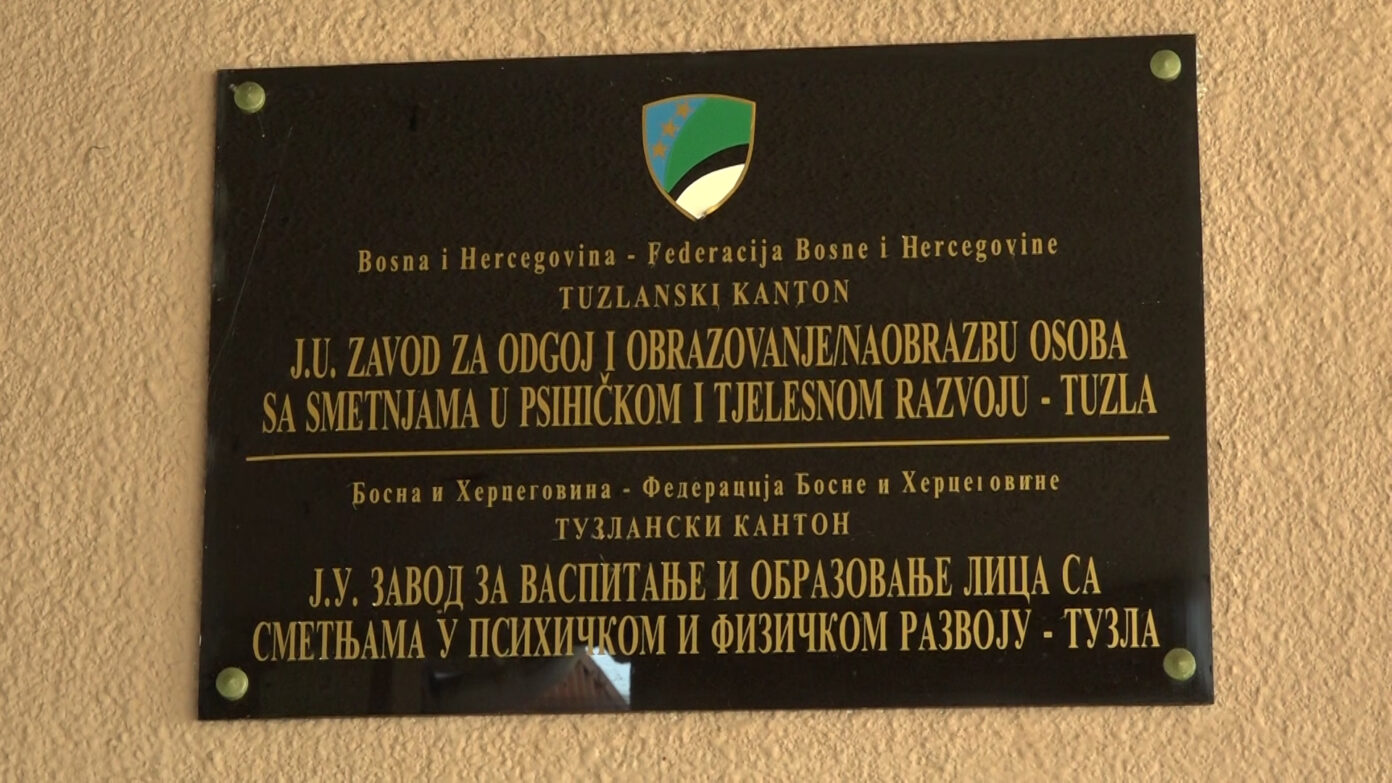 Bosna i Hercegovina - Federacija Bosne i Hercegovine
TUZLANSKI KANTON
J.U. ZAVOD ZA ODGOJ I OBRAZOVANJE/NAOBRAZBU OSOBA
SA SMETNJAMA U PSIHIČKOM I TJELESNOM RAZVOJU - TUZLA
Босна и Херцеговина - Федерација Босне и Херцеговине
ТУЗЛАНСКИ КАНТОН
Ј.У. ЗАВОД ЗА ВАСПИТАЊЕ И ОБРАЗОВАЊЕ ЛИЦА СА
СМЕТЊАМА У ПСИХИЧКОМ И ФИЗИЧКОМ РАЗВОЈУ - ТУЗЛА